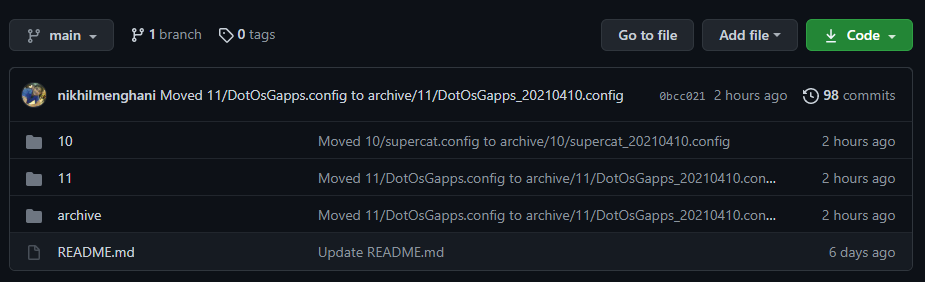 main 1 branch 0 tags Go to file Add file Code
nikhilmenghani Moved 11/DotOsGapps.config to archive/11/DotOsGapps_20210410.config 0bcc021 2 hours ago 98 commits
10 Moved 10/supercat.config to archive/10/supercat_20210410.config 2 hours ago
11 Moved 11/DotOsGapps.config to archive/11/DotOsGapps_20210410.con... 2 hours ago
archive Moved 11/DotOsGapps.config to archive/11/DotOsGapps_20210410.con... 2 hours ago
README.md Update README.md 6 days ago